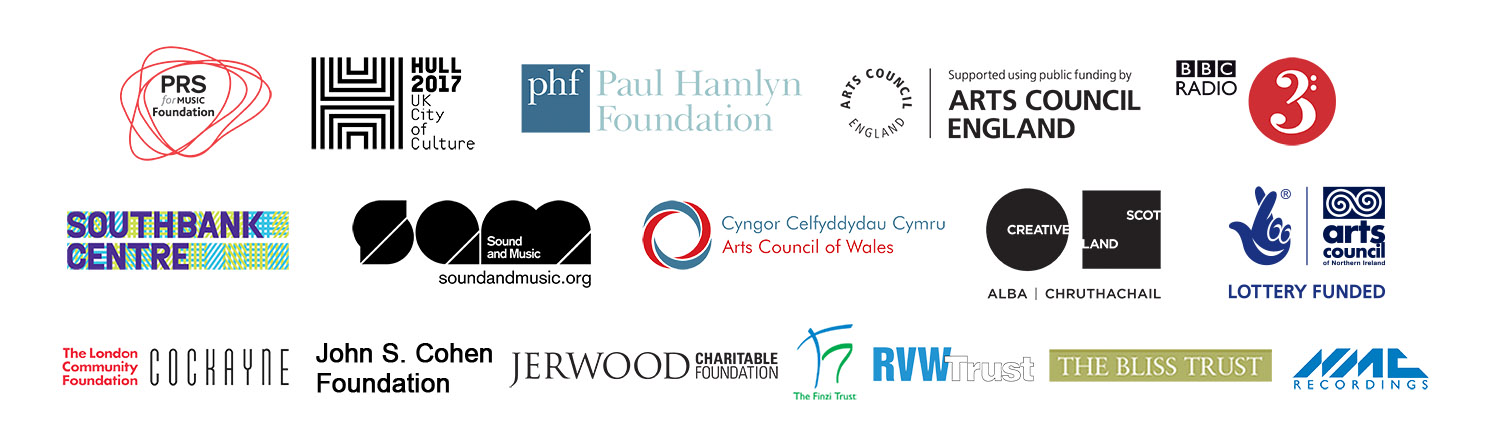 PRS
for MUSIC
Foundation
HULL
2017
UK
City
of
Culture
phf
Paul Hamlyn
Foundation
ARTS COUNCIL
ENGLAND
Supported using public funding by
ARTS COUNCIL
ENGLAND
BBC
RADIO
3
SOUTHBANK
CENTRE
sam
Sound
and Music
soundandmusic.org
Cyngor Celfyddydau Cymru
Arts Council of Wales
CREATIVE
SCOT
LAND
ALBA | CHRUTHACHAIL
®
arts
council
of Northern Ireland
LOTTERY FUNDED
The London
Community
Foundation
COCKAYNE
John S. Cohen
Foundation
JERWOOD
CHARITABLE
FOUNDATION
The Finzi Trust
RVWTrust
THE BLISS TRUST
NMC
RECORDINGS